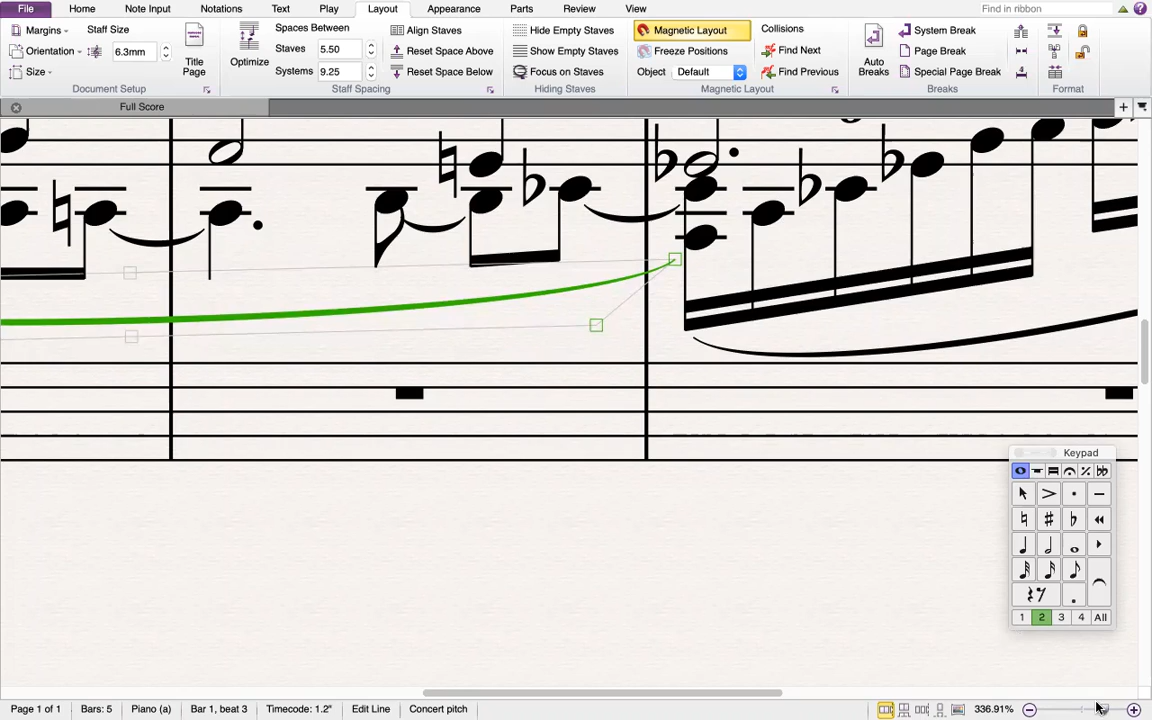 File Home Note Input Notations Text Play Layout Appearance Parts Review View Find in ribbon
Margins Staff Size Spaces Between Align Staves Hide Empty Staves Magnetic Layout Collisions System Break
Orientation 6.3mm Staves 5.50 Reset Space Above Show Empty Staves Freeze Positions Find Next Page Break
Size Title Page Optimize Systems 9.25 Reset Space Below Focus on Staves Object Default Find Previous Auto Breaks Special Page Break
Document Setup Staff Spacing Hiding Staves Magnetic Layout Breaks Format
Full Score
Keypad
1 2 3 4 All
Page 1 of 1 Bars: 5 Piano (a) Bar 1, beat 3 Timecode: 1.2" Edit Line Concert pitch 336.91%